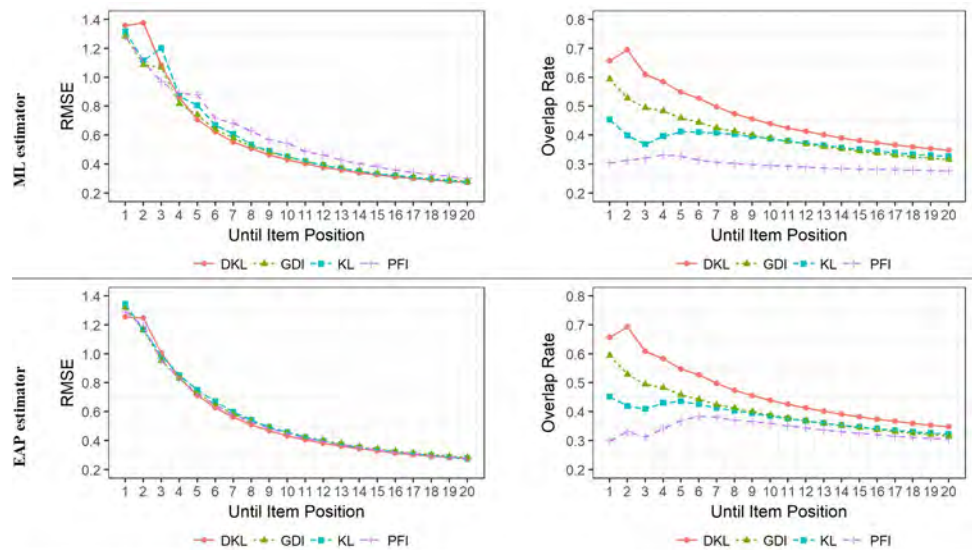 ML estimator
RMSE
1.4
1.2
1.0
0.8
0.6
0.4
0.2
1 2 3 4 5 6 7 8 9 10 11 12 13 14 15 16 17 18 19 20
Until Item Position
DKL GDI KL PFI
Overlap Rate
0.8
0.7
0.6
0.5
0.4
0.3
0.2
1 2 3 4 5 6 7 8 9 10 11 12 13 14 15 16 17 18 19 20
Until Item Position
DKL GDI KL PFI
EAP estimator
RMSE
1.4
1.2
1.0
0.8
0.6
0.4
0.2
1 2 3 4 5 6 7 8 9 10 11 12 13 14 15 16 17 18 19 20
Until Item Position
DKL GDI KL PFI
Overlap Rate
0.8
0.7
0.6
0.5
0.4
0.3
0.2
1 2 3 4 5 6 7 8 9 10 11 12 13 14 15 16 17 18 19 20
Until Item Position
DKL GDI KL PFI